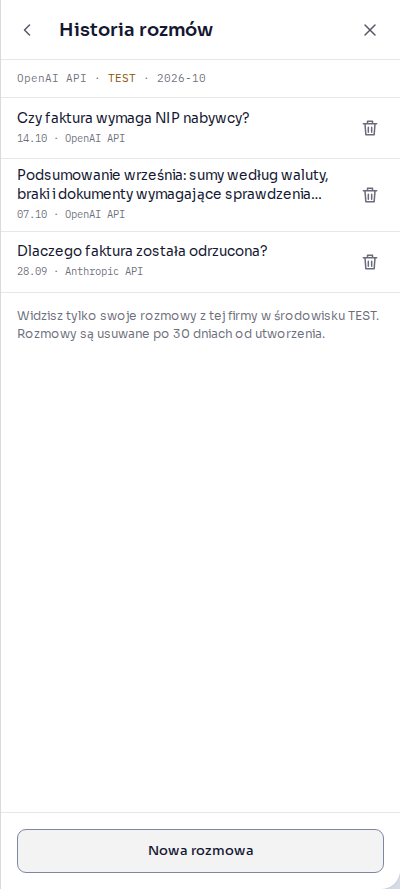 Historia rozmów
OpenAI API · TEST · 2026-10
Czy faktura wymaga NIP nabywcy?
14.10 · OpenAI API
Podsumowanie września: sumy według waluty,
braki i dokumenty wymagające sprawdzenia...
07.10 · OpenAI API
Dlaczego faktura została odrzucona?
28.09 · Anthropic API
Widzisz tylko swoje rozmowy z tej firmy w środowisku TEST.
Rozmowy są usuwane po 30 dniach od utworzenia.
Nowa rozmowa